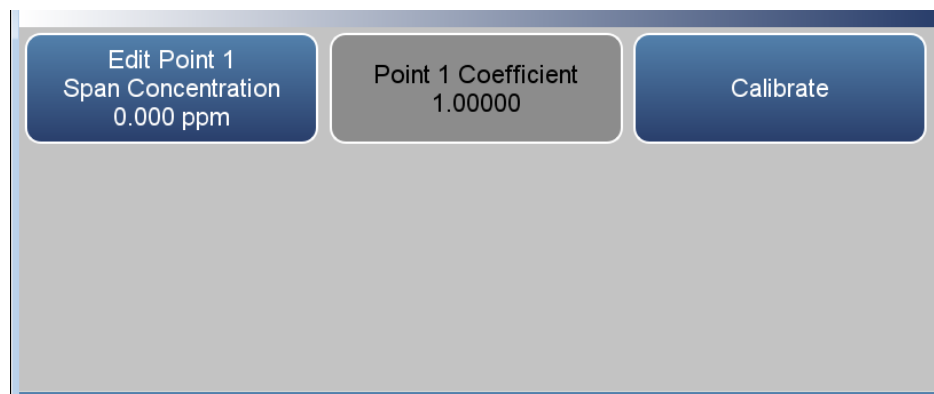 Edit Point 1
Span Concentration
0.000 ppm
Point 1 Coefficient
1.00000
Calibrate